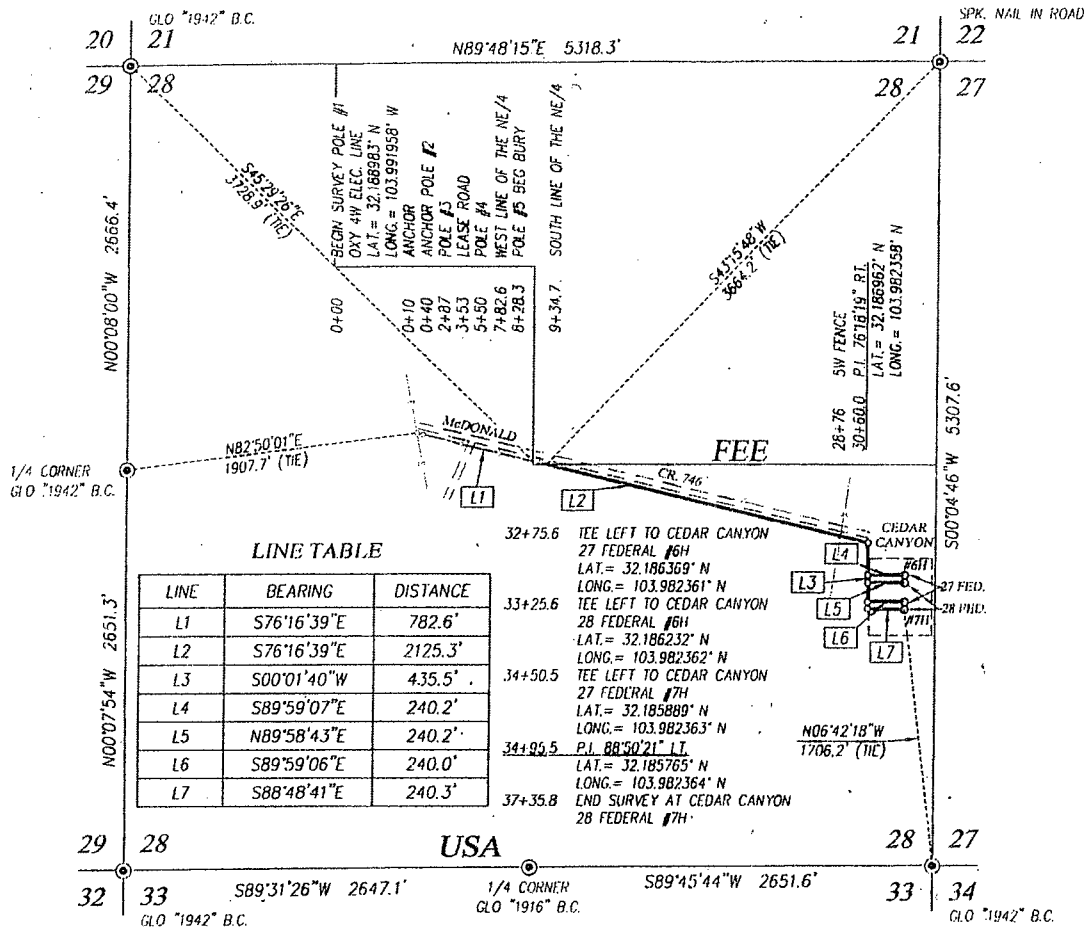 GLO "1942" B.C.
SPK. NAIL IN ROAD
20 21
21 22
N89°48'15"E 5318.3'
29 28
28 27
BEGIN SURVEY POLE #1
OXY 4W ELEC. LINE
LAT. = 32.188983° N
LONG. = 103.991958° W
ANCHOR
ANCHOR POLE #2
POLE #3
LEASE ROAD
POLE #4
WEST LINE OF THE NE/4
POLE #5 BEG BURY
SOUTH LINE OF THE NE/4
0+00
0+10
0+40
2+87
3+53
5+50
7+82.6
8+28.3
9+34.7
S45°29'26"E
3728.9' (TIE)
S43°15'48"W
3664.2' (TIE)
N00°08'00"W 2666.4'
28+76 5W FENCE
30+60.0 P.I. 76°18'19" RT.
LAT. = 32.186962° N
LONG. = 103.982358° N
S00°04'46"W 5307.6'
McDONALD
FEE
N82°50'01"E
1907.7' (TIE)
1/4 CORNER
GLO "1942" B.C.
L1
L2
CR. 746
CEDAR
CANYON
L4
#6H
L3
27 FED.
L5
28 FED.
L6
#7H
L7
32+75.6 TEE LEFT TO CEDAR CANYON
27 FEDERAL #6H
LAT. = 32.186369° N
LONG. = 103.982361° N
33+25.6 TEE LEFT TO CEDAR CANYON
28 FEDERAL #6H
LAT. = 32.186232° N
LONG. = 103.982362° N
34+50.5 TEE LEFT TO CEDAR CANYON
27 FEDERAL #7H
LAT. = 32.185889° N
LONG. = 103.982363° N
34+95.5 P.I. 88°50'21" LT.
LAT. = 32.185765° N
LONG. = 103.982364° N
37+35.8 END SURVEY AT CEDAR CANYON
28 FEDERAL #7H
LINE TABLE
LINE BEARING DISTANCE
L1 S76°16'39"E 782.6'
L2 S76°16'39"E 2125.3'
L3 S00°01'40"W 435.5'
L4 S89°59'07"E 240.2'
L5 N89°58'43"E 240.2'
L6 S89°59'06"E 240.0'
L7 S88°48'41"E 240.3'
N00°07'54"W 2651.3'
N06°42'18"W
1706.2' (TIE)
29 28
USA
28 27
32 33
S89°31'26"W 2647.1'
1/4 CORNER
GLO "1916" B.C.
S89°45'44"W 2651.6'
33 34
GLO "1942" B.C.
GLO "1942" B.C.